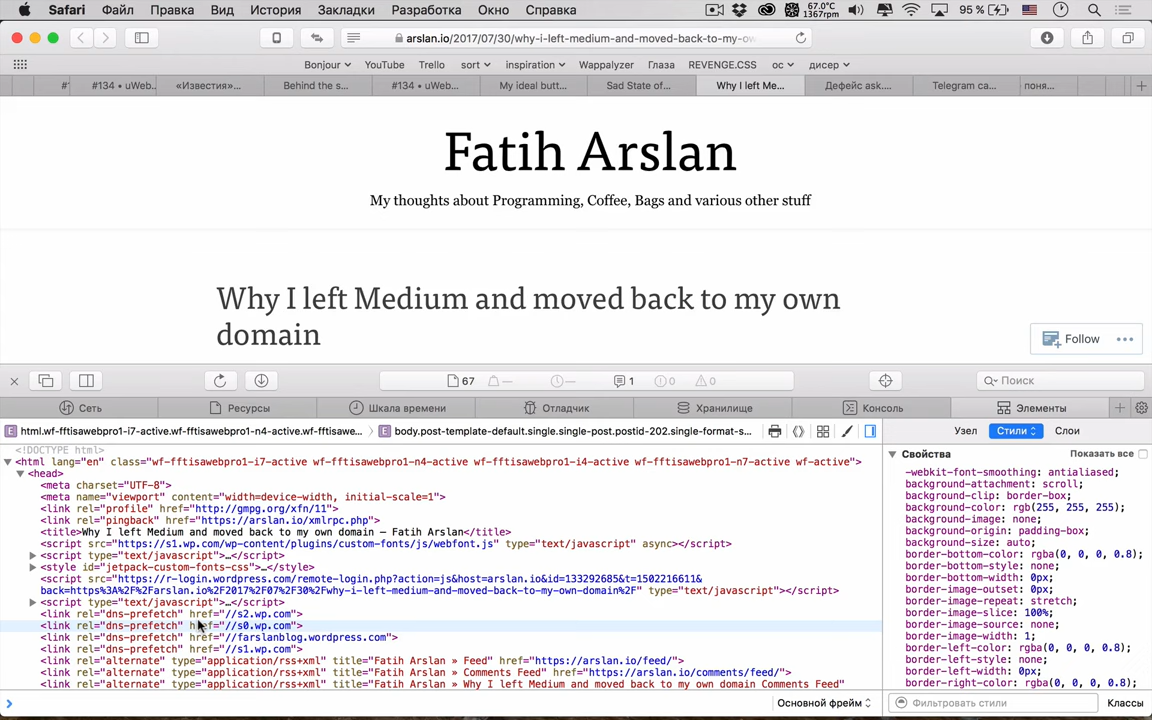 Safari Файл Правка Вид История Закладки Разработка Окно Справка 67.0°C 1367rpm 95 %
arslan.io/2017/07/30/why-i-left-medium-and-moved-back-to-my-ow
Bonjour YouTube Trello sort inspiration Wappalyzer Глаза REVENGE.CSS ос дисер
#1 #134 • uWeb... «Известия»... Behind the s... #134 • uWeb... My ideal butt... Sad State of... Why I left Me... Дефейс ask.... Telegram ca... поня...
Fatih Arslan
My thoughts about Programming, Coffee, Bags and various other stuff
Why I left Medium and moved back to my own
domain
Follow
67 — — 1 0 0 Поиск
Сеть Ресурсы Шкала времени Отладчик Хранилище Консоль Элементы
E html.wf-fftisawebpro1-i7-active.wf-fftisawebpro1-n4-active.wf-fftisawe... E body.post-template-default.single.single-post.postid-202.single-format-s... Узел Стили Слои
<!DOCTYPE html>
<html lang="en" class="wf-fftisawebpro1-i7-active wf-fftisawebpro1-n4-active wf-fftisawebpro1-i4-active wf-fftisawebpro1-n7-active wf-active">
<head>
<meta charset="UTF-8">
<meta name="viewport" content="width=device-width, initial-scale=1">
<link rel="profile" href="http://gmpg.org/xfn/11">
<link rel="pingback" href="https://arslan.io/xmlrpc.php">
<title>Why I left Medium and moved back to my own domain – Fatih Arslan</title>
<script src="https://s1.wp.com/wp-content/plugins/custom-fonts/js/webfont.js" type="text/javascript" async></script>
<script type="text/javascript">…</script>
<style id="jetpack-custom-fonts-css">…</style>
<script src="https://r-login.wordpress.com/remote-login.php?action=js&host=arslan.io&id=133292685&t=1502216611&
back=https%3A%2F%2Farslan.io%2F2017%2F07%2F30%2Fwhy-i-left-medium-and-moved-back-to-my-own-domain%2F" type="text/javascript"></script>
<script type="text/javascript">…</script>
<link rel="dns-prefetch" href="//s2.wp.com">
<link rel="dns-prefetch" href="//s0.wp.com">
<link rel="dns-prefetch" href="//farslanblog.wordpress.com">
<link rel="dns-prefetch" href="//s1.wp.com">
<link rel="alternate" type="application/rss+xml" title="Fatih Arslan » Feed" href="https://arslan.io/feed/">
<link rel="alternate" type="application/rss+xml" title="Fatih Arslan » Comments Feed" href="https://arslan.io/comments/feed/">
<link rel="alternate" type="application/rss+xml" title="Fatih Arslan » Why I left Medium and moved back to my own domain Comments Feed"
Свойства Показать все
-webkit-font-smoothing: antialiased;
background-attachment: scroll;
background-clip: border-box;
background-color: rgb(255, 255, 255);
background-image: none;
background-origin: padding-box;
background-size: auto;
border-bottom-color: rgba(0, 0, 0, 0.8);
border-bottom-style: none;
border-bottom-width: 0px;
border-image-outset: 0px;
border-image-repeat: stretch;
border-image-slice: 100%;
border-image-source: none;
border-image-width: 1;
border-left-color: rgba(0, 0, 0, 0.8);
border-left-style: none;
border-left-width: 0px;
border-right-color: rgba(0, 0, 0, 0.8);
Основной фрейм Фильтровать стили Классы